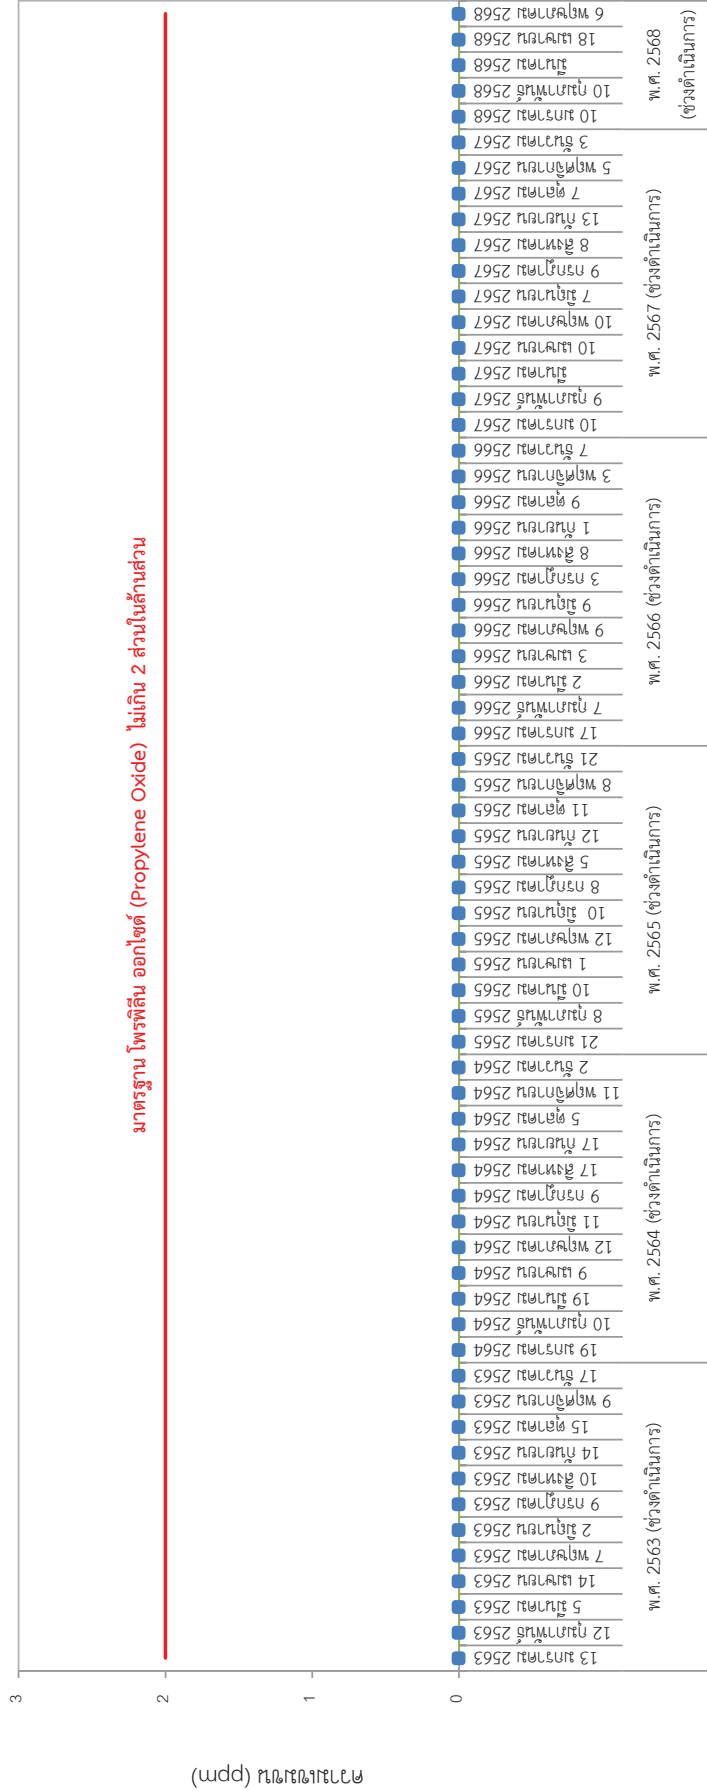 ความเข้มข้น (ppm)
3
2
1
0
มาตรฐาน โพรพิลีน ออกไซด์ (Propylene Oxide) ไม่เกิน 2 ส่วนในล้านส่วน
13 มกราคม 2563
12 กุมภาพันธ์ 2563
5 มีนาคม 2563
14 เมษายน 2563
7 พฤษภาคม 2563
2 มิถุนายน 2563
9 กรกฎาคม 2563
10 สิงหาคม 2563
14 กันยายน 2563
15 ตุลาคม 2563
9 พฤศจิกายน 2563
17 ธันวาคม 2563
19 มกราคม 2564
10 กุมภาพันธ์ 2564
19 มีนาคม 2564
9 เมษายน 2564
12 พฤษภาคม 2564
11 มิถุนายน 2564
9 กรกฎาคม 2564
17 สิงหาคม 2564
17 กันยายน 2564
5 ตุลาคม 2564
11 พฤศจิกายน 2564
2 ธันวาคม 2564
21 มกราคม 2565
8 กุมภาพันธ์ 2565
10 มีนาคม 2565
1 เมษายน 2565
12 พฤษภาคม 2565
10 มิถุนายน 2565
8 กรกฎาคม 2565
5 สิงหาคม 2565
12 กันยายน 2565
11 ตุลาคม 2565
8 พฤศจิกายน 2565
21 ธันวาคม 2565
17 มกราคม 2566
7 กุมภาพันธ์ 2566
2 มีนาคม 2566
3 เมษายน 2566
9 พฤษภาคม 2566
9 มิถุนายน 2566
3 กรกฎาคม 2566
8 สิงหาคม 2566
1 กันยายน 2566
9 ตุลาคม 2566
3 พฤศจิกายน 2566
7 ธันวาคม 2566
10 มกราคม 2567
9 กุมภาพันธ์ 2567
มีนาคม 2567
10 เมษายน 2567
10 พฤษภาคม 2567
7 มิถุนายน 2567
9 กรกฎาคม 2567
8 สิงหาคม 2567
13 กันยายน 2567
7 ตุลาคม 2567
5 พฤศจิกายน 2567
3 ธันวาคม 2567
10 มกราคม 2568
10 กุมภาพันธ์ 2568
มีนาคม 2568
18 เมษายน 2568
6 พฤษภาคม 2568
พ.ศ. 2563 (ช่วงดำเนินการ)
พ.ศ. 2564 (ช่วงดำเนินการ)
พ.ศ. 2565 (ช่วงดำเนินการ)
พ.ศ. 2566 (ช่วงดำเนินการ)
พ.ศ. 2567 (ช่วงดำเนินการ)
พ.ศ. 2568
(ช่วงดำเนินการ)